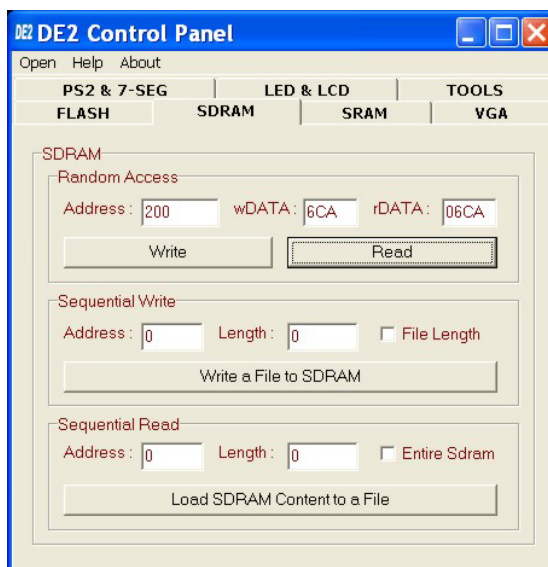 DE2 DE2 Control Panel
Open Help About
PS2 & 7-SEG LED & LCD TOOLS
FLASH SDRAM SRAM VGA
SDRAM
Random Access
Address : 200 wDATA : 6CA rDATA : 06CA
Write Read
Sequential Write
Address : 0 Length : 0 File Length
Write a File to SDRAM
Sequential Read
Address : 0 Length : 0 Entire Sdram
Load SDRAM Content to a File